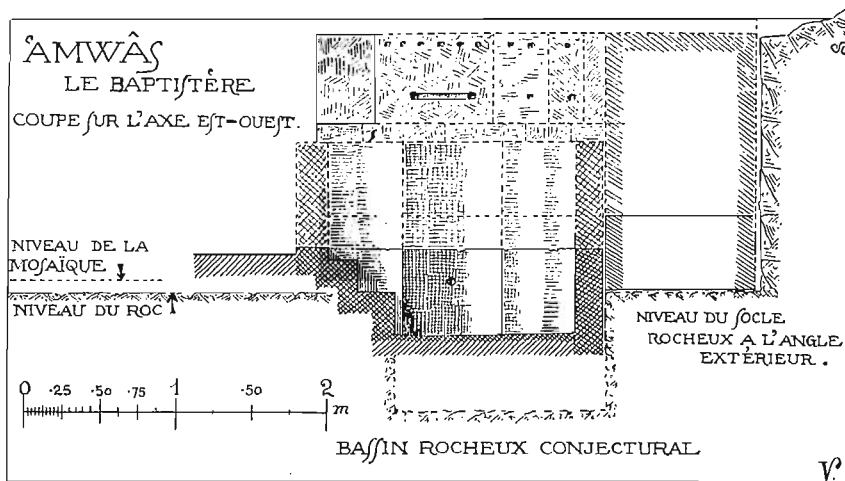 ʿAMWÂS
LE BAPTISTÈRE
COUPE SUR L'AXE EST-OUEST.
NIVEAU DE LA
MOSAÏQUE
NIVEAU DU ROC
NIVEAU DU SOCLE
ROCHEUX A L'ANGLE
EXTÉRIEUR.
0 .25 .50 .75 1 .50 2
m
BASSIN ROCHEUX CONJECTURAL
V.